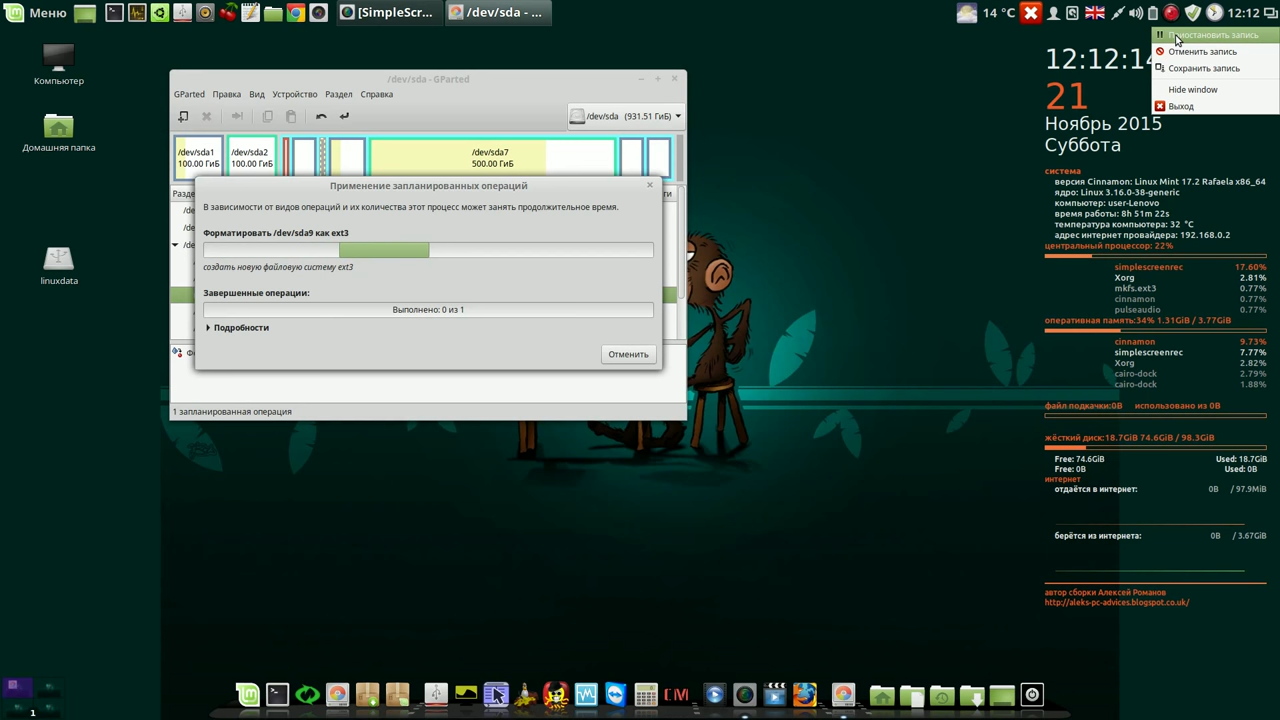 Меню
[SimpleScr...
/dev/sda - ...
14 °C
12:12
Приостановить запись
Отменить запись
Сохранить запись
Hide window
Выход
Компьютер
Домашняя папка
linuxdata
/dev/sda - GParted
GParted Правка Вид Устройство Раздел Справка
/dev/sda (931.51 ГиБ)
/dev/sda1
100.00 ГиБ
/dev/sda2
100.00 ГиБ
/dev/sda7
500.00 ГиБ
Применение запланированных операций
В зависимости от видов операций и их количества этот процесс может занять продолжительное время.
Форматировать /dev/sda9 как ext3
создать новую файловую систему ext3
Завершенные операции:
Выполнено: 0 из 1
Подробности
Отменить
1 запланированная операция
21
Ноябрь 2015
Суббота
система
версия Cinnamon: Linux Mint 17.2 Rafaela x86_64
ядро: Linux 3.16.0-38-generic
компьютер: user-Lenovo
время работы: 8h 51m 22s
температура компьютера: 32 °C
адрес интернет провайдера: 192.168.0.2
центральный процессор: 22%
simplescreenrec 17.60%
Xorg 2.81%
mkfs.ext3 0.77%
cinnamon 0.77%
pulseaudio 0.77%
оперативная память:34% 1.31GiB / 3.77GiB
cinnamon 9.73%
simplescreenrec 7.77%
Xorg 2.82%
cairo-dock 2.79%
cairo-dock 1.88%
файл подкачки:0B использовано из 0B
жёсткий диск:18.7GiB 74.6GiB / 98.3GiB
Free: 74.6GiB Used: 18.7GiB
Free: 0B Used: 0B
интернет
отдаётся в интернет: 0B / 97.9MiB
берётся из интернета: 0B / 3.67GiB
автор сборки Алексей Романов
http://aleks-pc-advices.blogspot.co.uk/
1